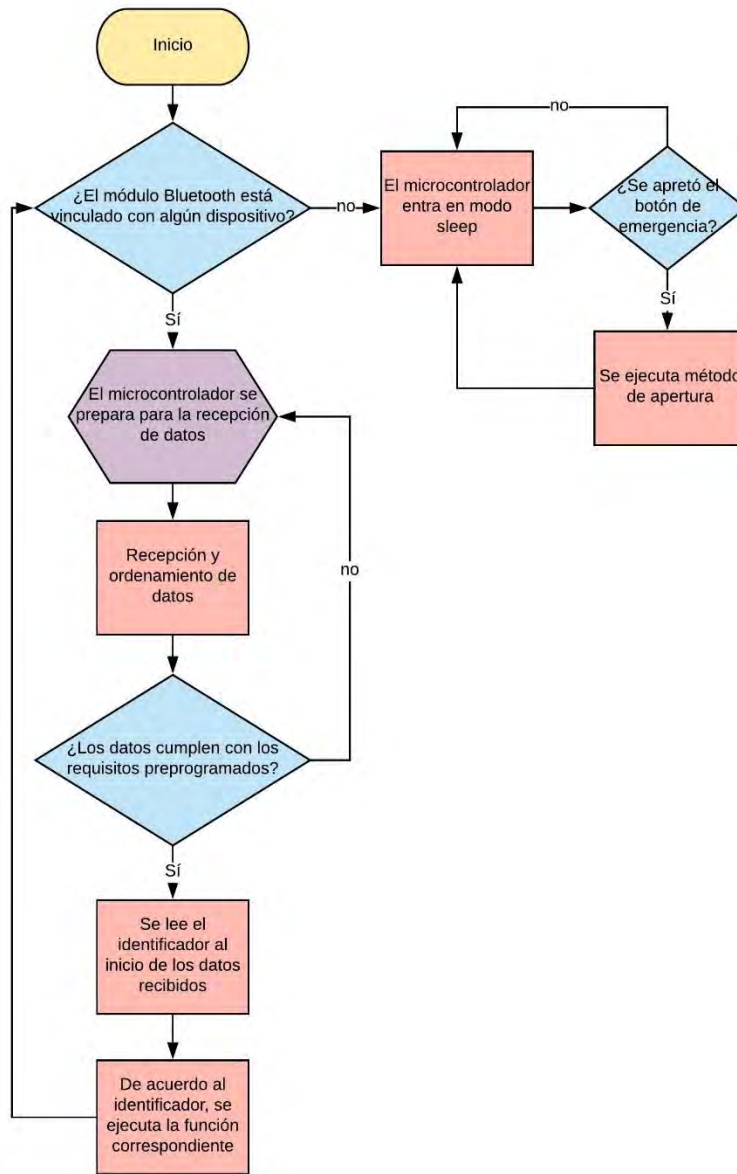 Inicio
¿El módulo Bluetooth está
vinculado con algún dispositivo?
no
El microcontrolador
entra en modo
sleep
no
¿Se apretó el
botón de
emergencia?
Sí
Se ejecuta método
de apertura
Sí
El microcontrolador se
prepara para la recepción
de datos
Recepción y
ordenamiento de
datos
no
¿Los datos cumplen con los
requisitos preprogramados?
Sí
Se lee el
identificador al
inicio de los datos
recibidos
De acuerdo al
identificador, se
ejecuta la función
correspondiente